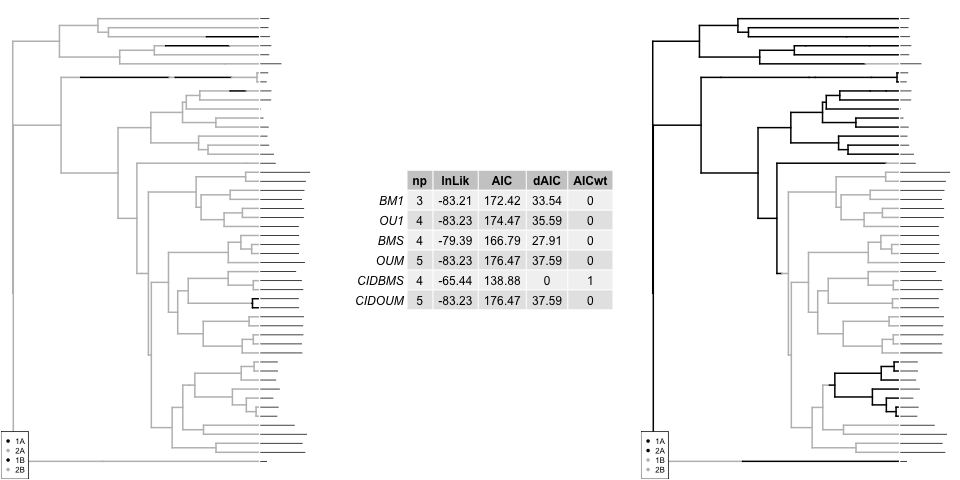 np lnLik AIC dAIC AICwt
BM1 3 -83.21 172.42 33.54 0
OU1 4 -83.23 174.47 35.59 0
BMS 4 -79.39 166.79 27.91 0
OUM 5 -83.23 176.47 37.59 0
CIDBMS 4 -65.44 138.88 0 1
CIDOUM 5 -83.23 176.47 37.59 0
1A
2A
1B
2B
1A
2A
1B
2B